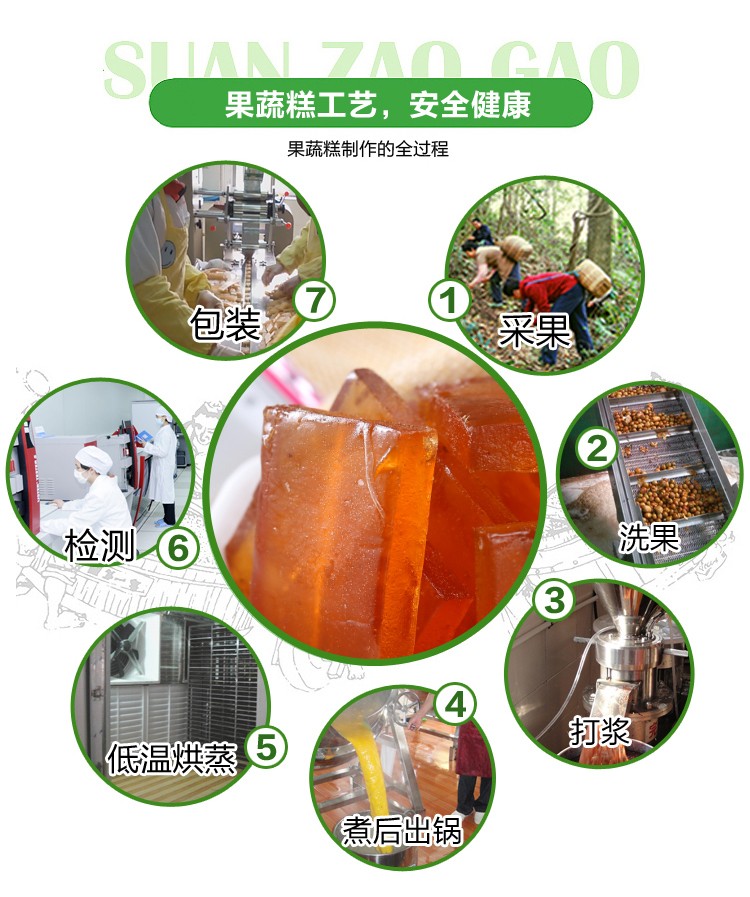 SUAN ZAO GAO
果蔬糕工艺，安全健康
果蔬糕制作的全过程
1
采果
2
洗果
3
打浆
4
煮后出锅
5
低温烘蒸
6
检测
7
包装